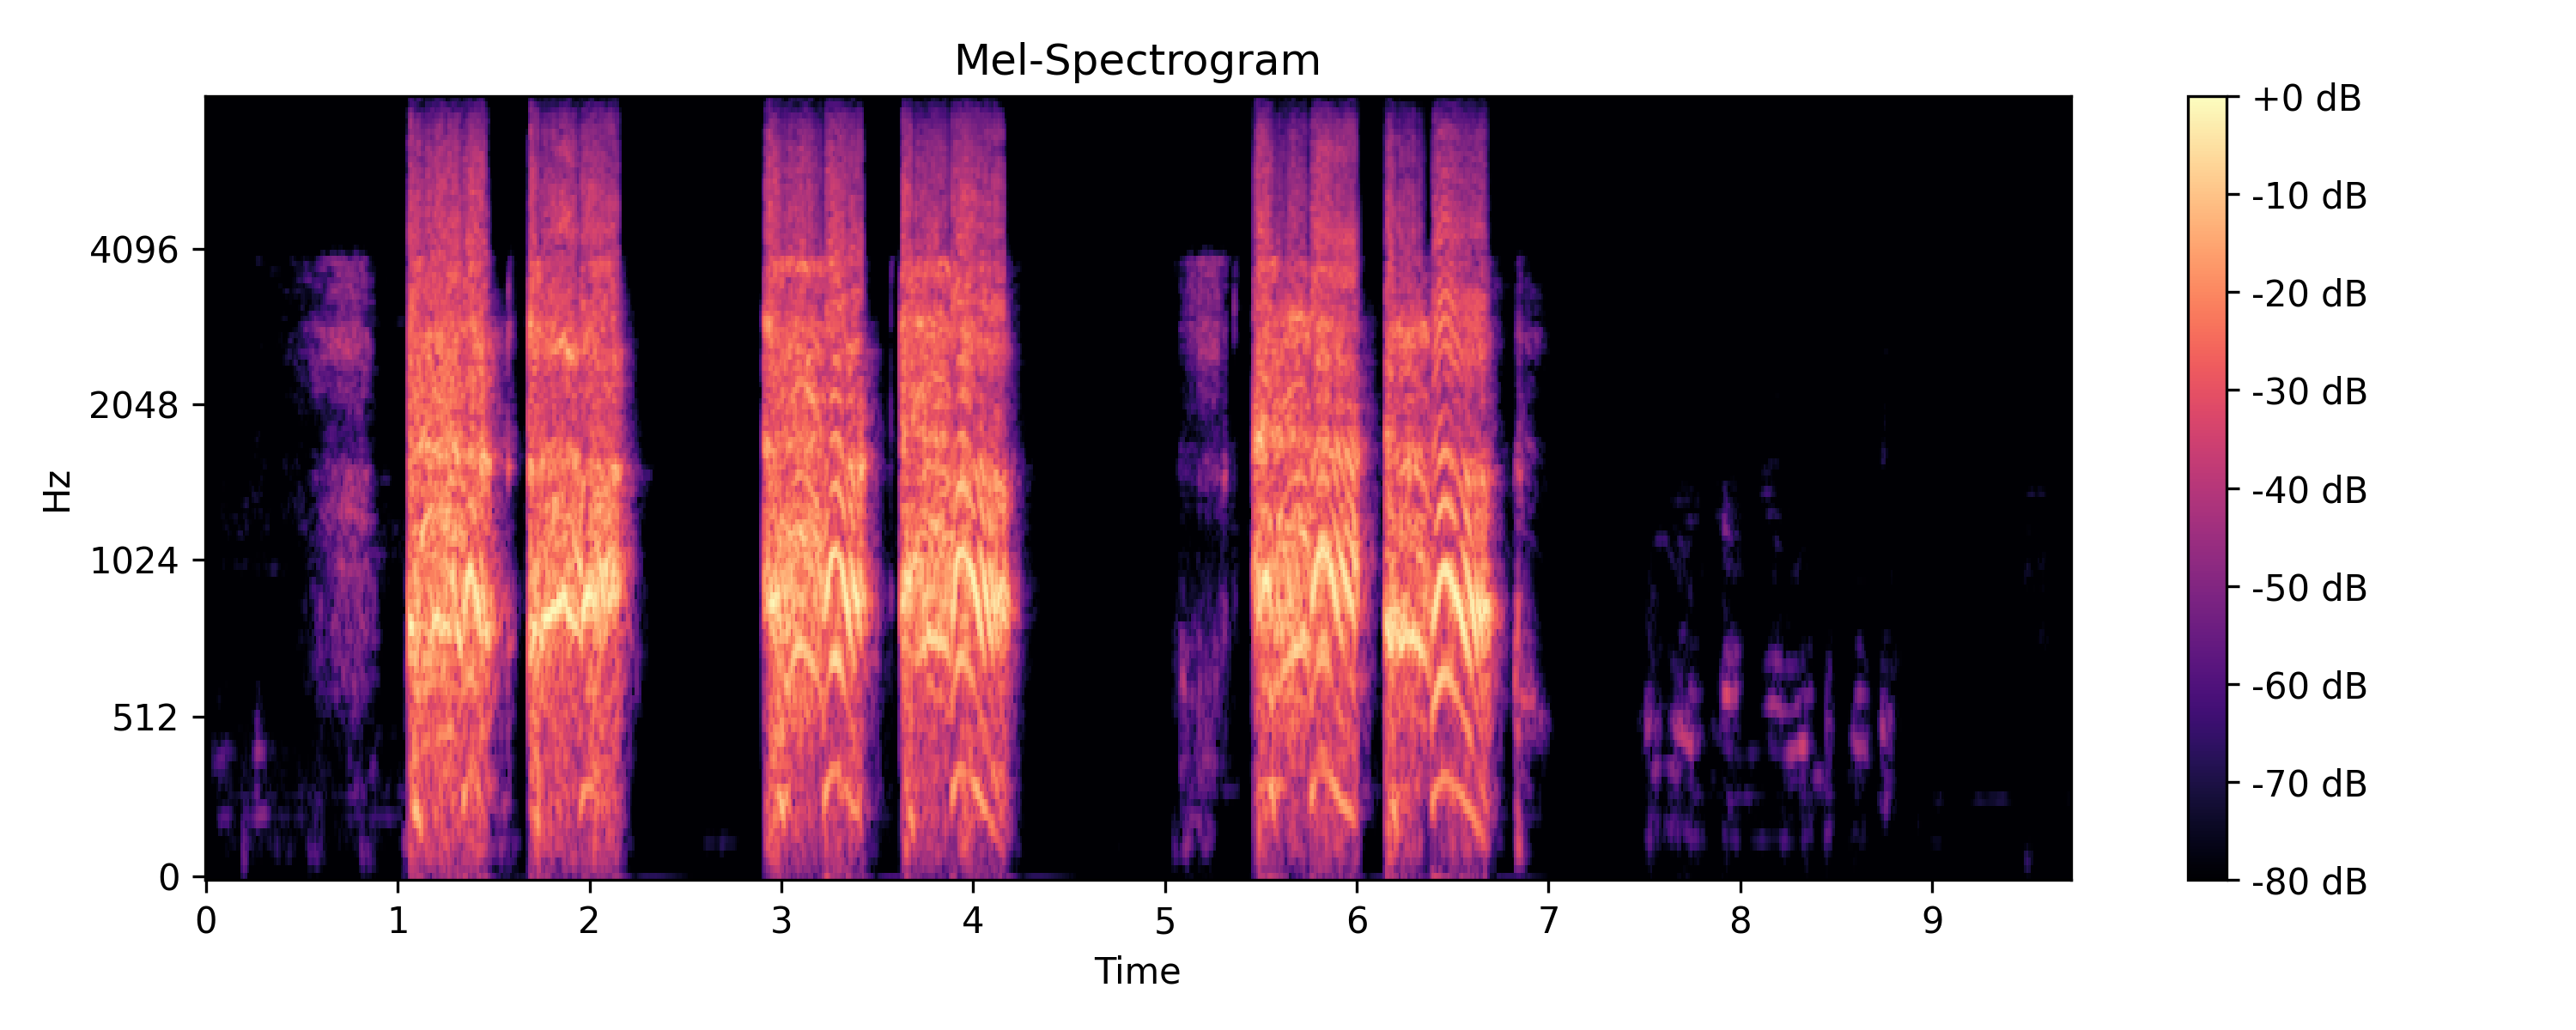 Mel-Spectrogram
Hz
4096
2048
1024
512
0
0 1 2 3 4 5 6 7 8 9
Time
+0 dB
-10 dB
-20 dB
-30 dB
-40 dB
-50 dB
-60 dB
-70 dB
-80 dB